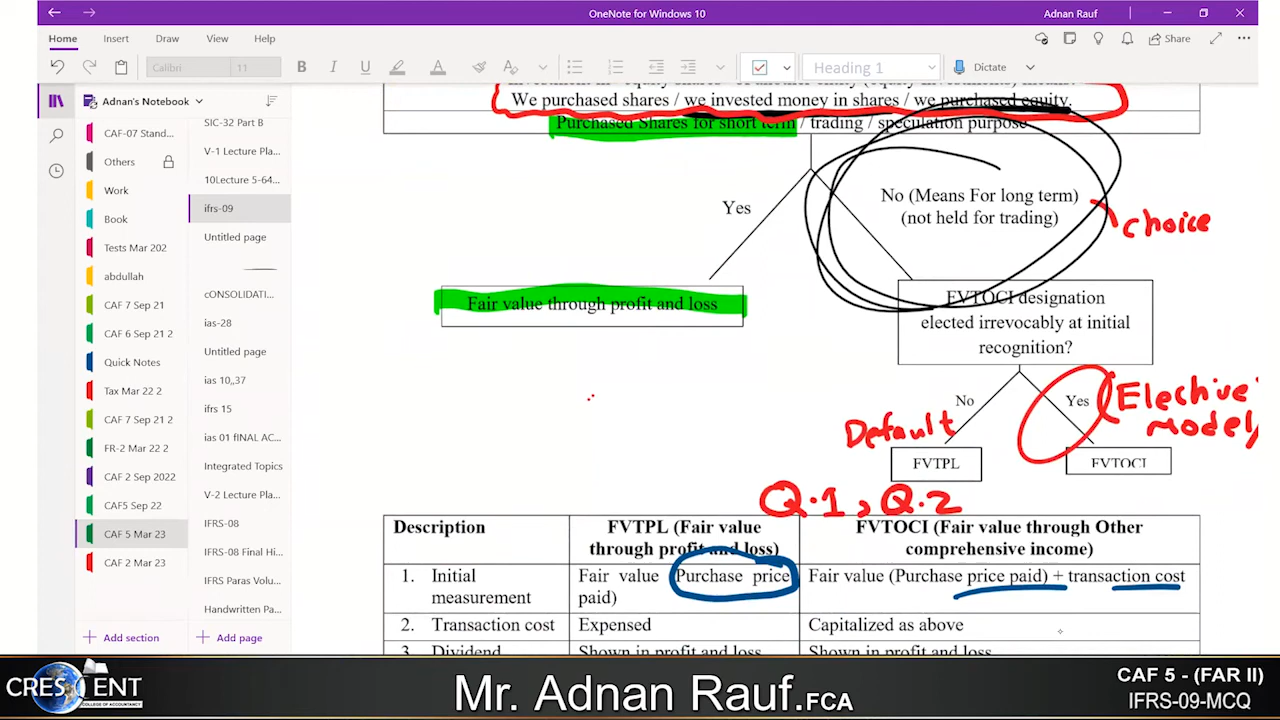 OneNote for Windows 10
Adnan Rauf
Home
Insert
Draw
View
Help
Share
Calibri
11
B
I
U
A
Heading 1
Dictate
Adnan's Notebook
CAF-07 Stand...
Others
Work
Book
Tests Mar 202
abdullah
CAF 7 Sep 21
CAF 6 Sep 21 2
Quick Notes
Tax Mar 22 2
CAF 7 Sep 21 2
FR-2 Mar 22 2
CAF 2 Sep 2022
CAF5 Sep 22
CAF 5 Mar 23
CAF 2 Mar 23
Add section
SIC-32 Part B
V-1 Lecture Pla...
10Lecture 5-64...
ifrs-09
Untitled page
cONSOLIDATI...
ias-28
Untitled page
ias 10,,37
ifrs 15
ias 01 fINAL AC...
Integrated Topics
V-2 Lecture Pla...
IFRS-08
IFRS-08 Final Hi...
IFRS Paras Volu...
Handwritten Pa...
Add page
We purchased shares / we invested money in shares / we purchased equity.
Purchased Shares for short term / trading / speculation purpose
Yes
No (Means For long term)
(not held for trading)
choice
Fair value through profit and loss
FVTOCI designation
elected irrevocably at initial
recognition?
No
Yes
Elective
model
Default
FVTPL
FVTOCI
Q.1, Q.2
Description
FVTPL (Fair value
through profit and loss)
FVTOCI (Fair value through Other
comprehensive income)
1. Initial
measurement
Fair value (Purchase price
paid)
Fair value (Purchase price paid) + transaction cost
2. Transaction cost
Expensed
Capitalized as above
3. Dividend
Shown in profit and loss
Shown in profit and loss
CRESCENT
COLLEGE OF ACCOUNTANCY
Mr. Adnan Rauf.FCA
CAF 5 - (FAR II)
IFRS-09-MCQ